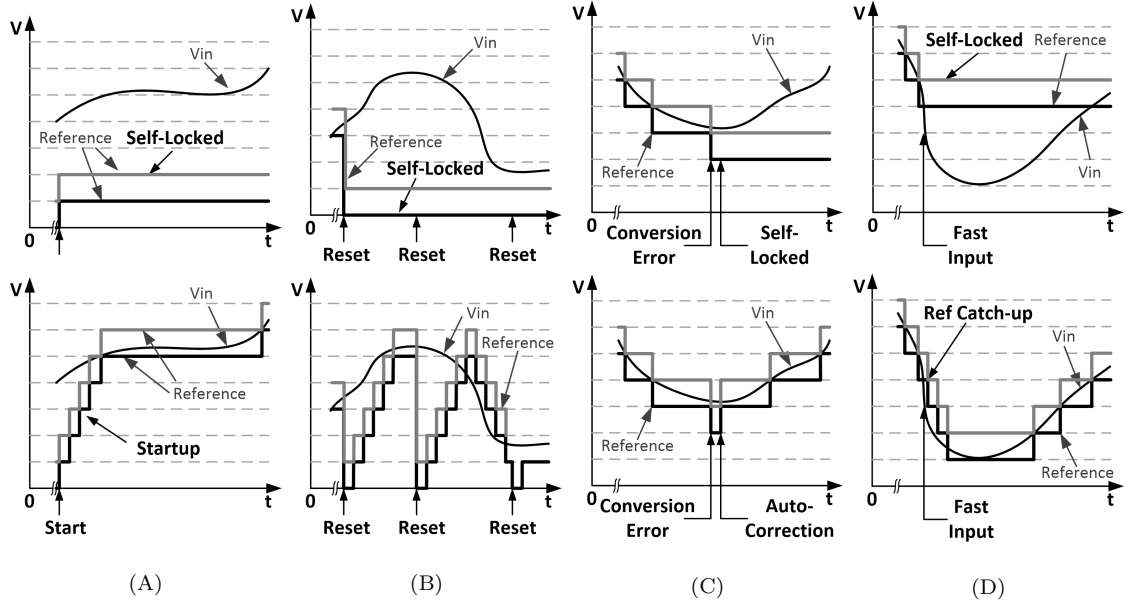 V
Vin
Reference
Self-Locked
0
t
V
Vin
Reference
Self-Locked
0
t
Reset
Reset
Reset
V
Vin
Reference
0
t
Conversion
Error
Self-
Locked
V
Self-Locked
Reference
Vin
0
t
Fast
Input
V
Vin
Reference
Startup
0
t
Start
V
Vin
Reference
0
t
Reset
Reset
Reset
V
Vin
Reference
0
t
Conversion
Error
Auto-
Correction
V
Ref Catch-up
Vin
Reference
0
t
Fast
Input
(A)
(B)
(C)
(D)